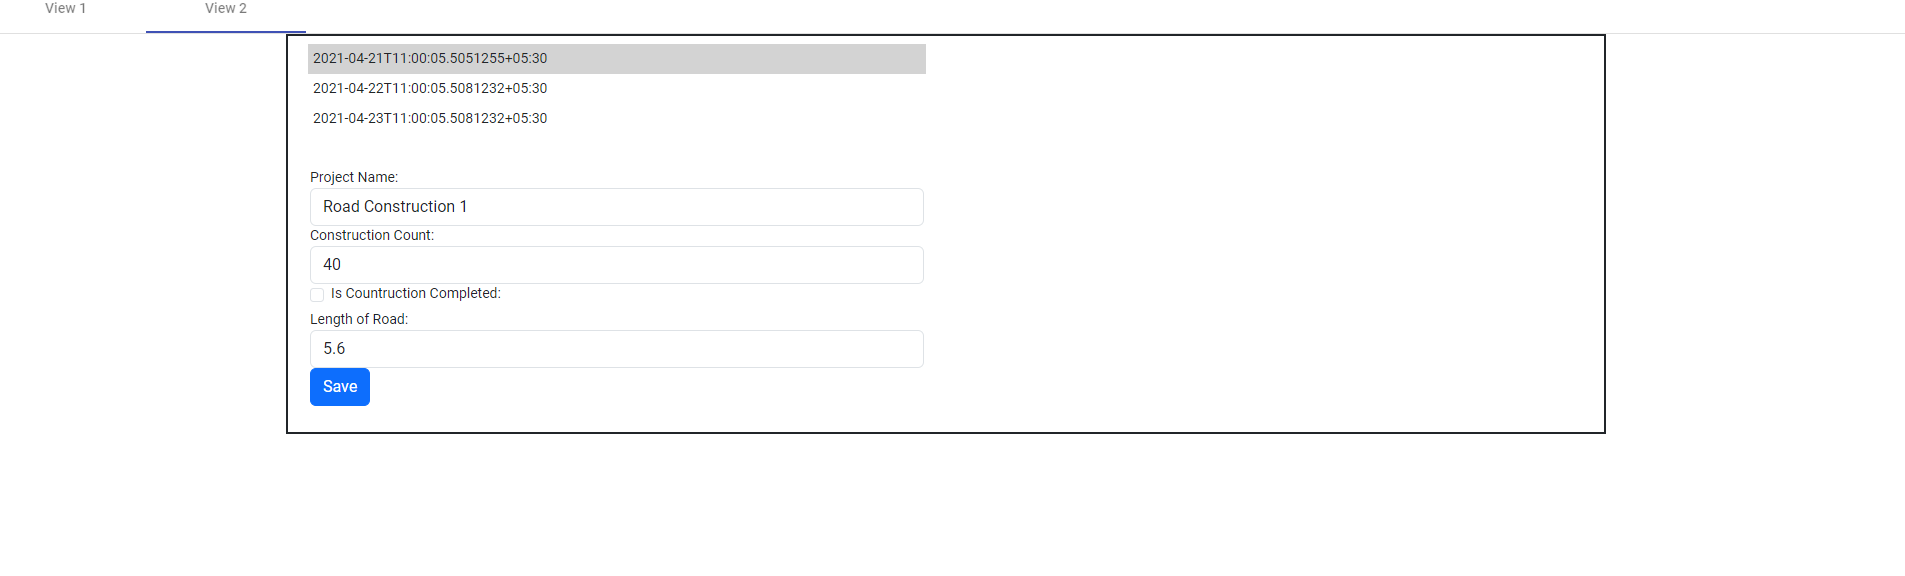 View 1 View 2
2021-04-21T11:00:05.5051255+05:30
2021-04-22T11:00:05.5081232+05:30
2021-04-23T11:00:05.5081232+05:30
Project Name:
Road Construction 1
Construction Count:
40
Is Countruction Completed:
Length of Road:
5.6
Save